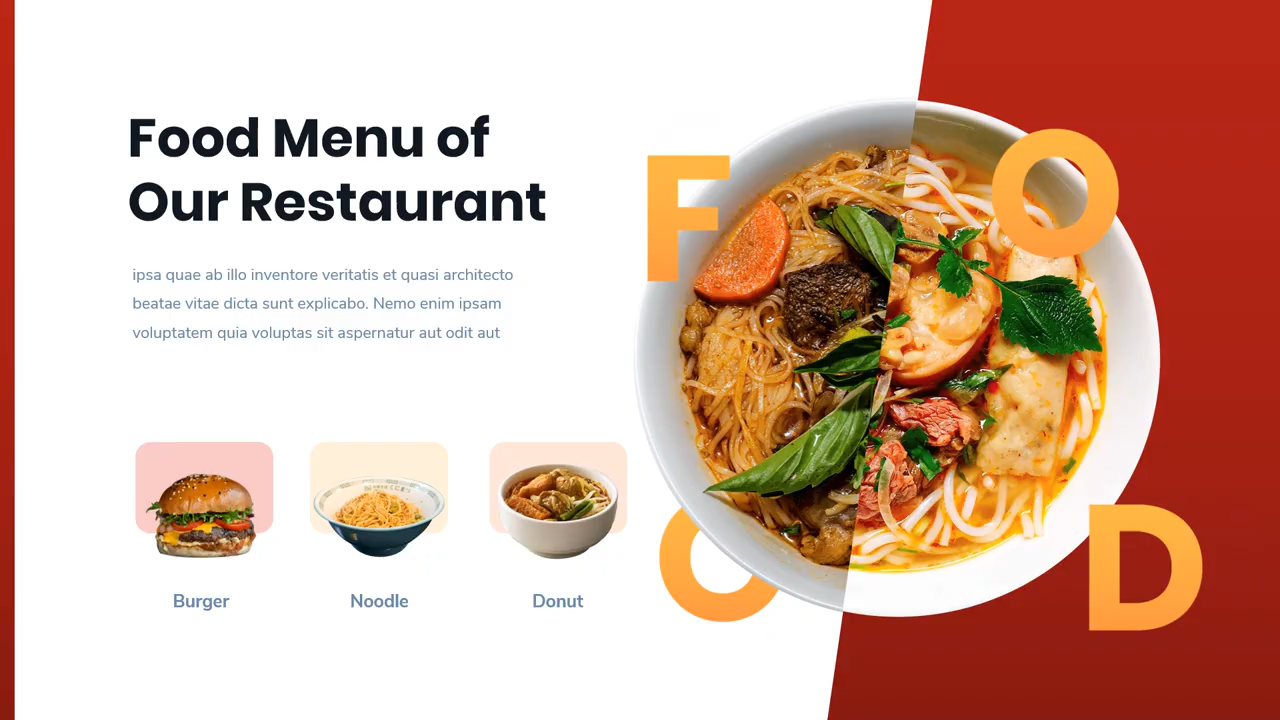 Food Menu of
Our Restaurant
ipsa quae ab illo inventore veritatis et quasi architecto
beatae vitae dicta sunt explicabo. Nemo enim ipsam
voluptatem quia voluptas sit aspernatur aut odit aut
Burger
Noodle
Donut
F O
O D